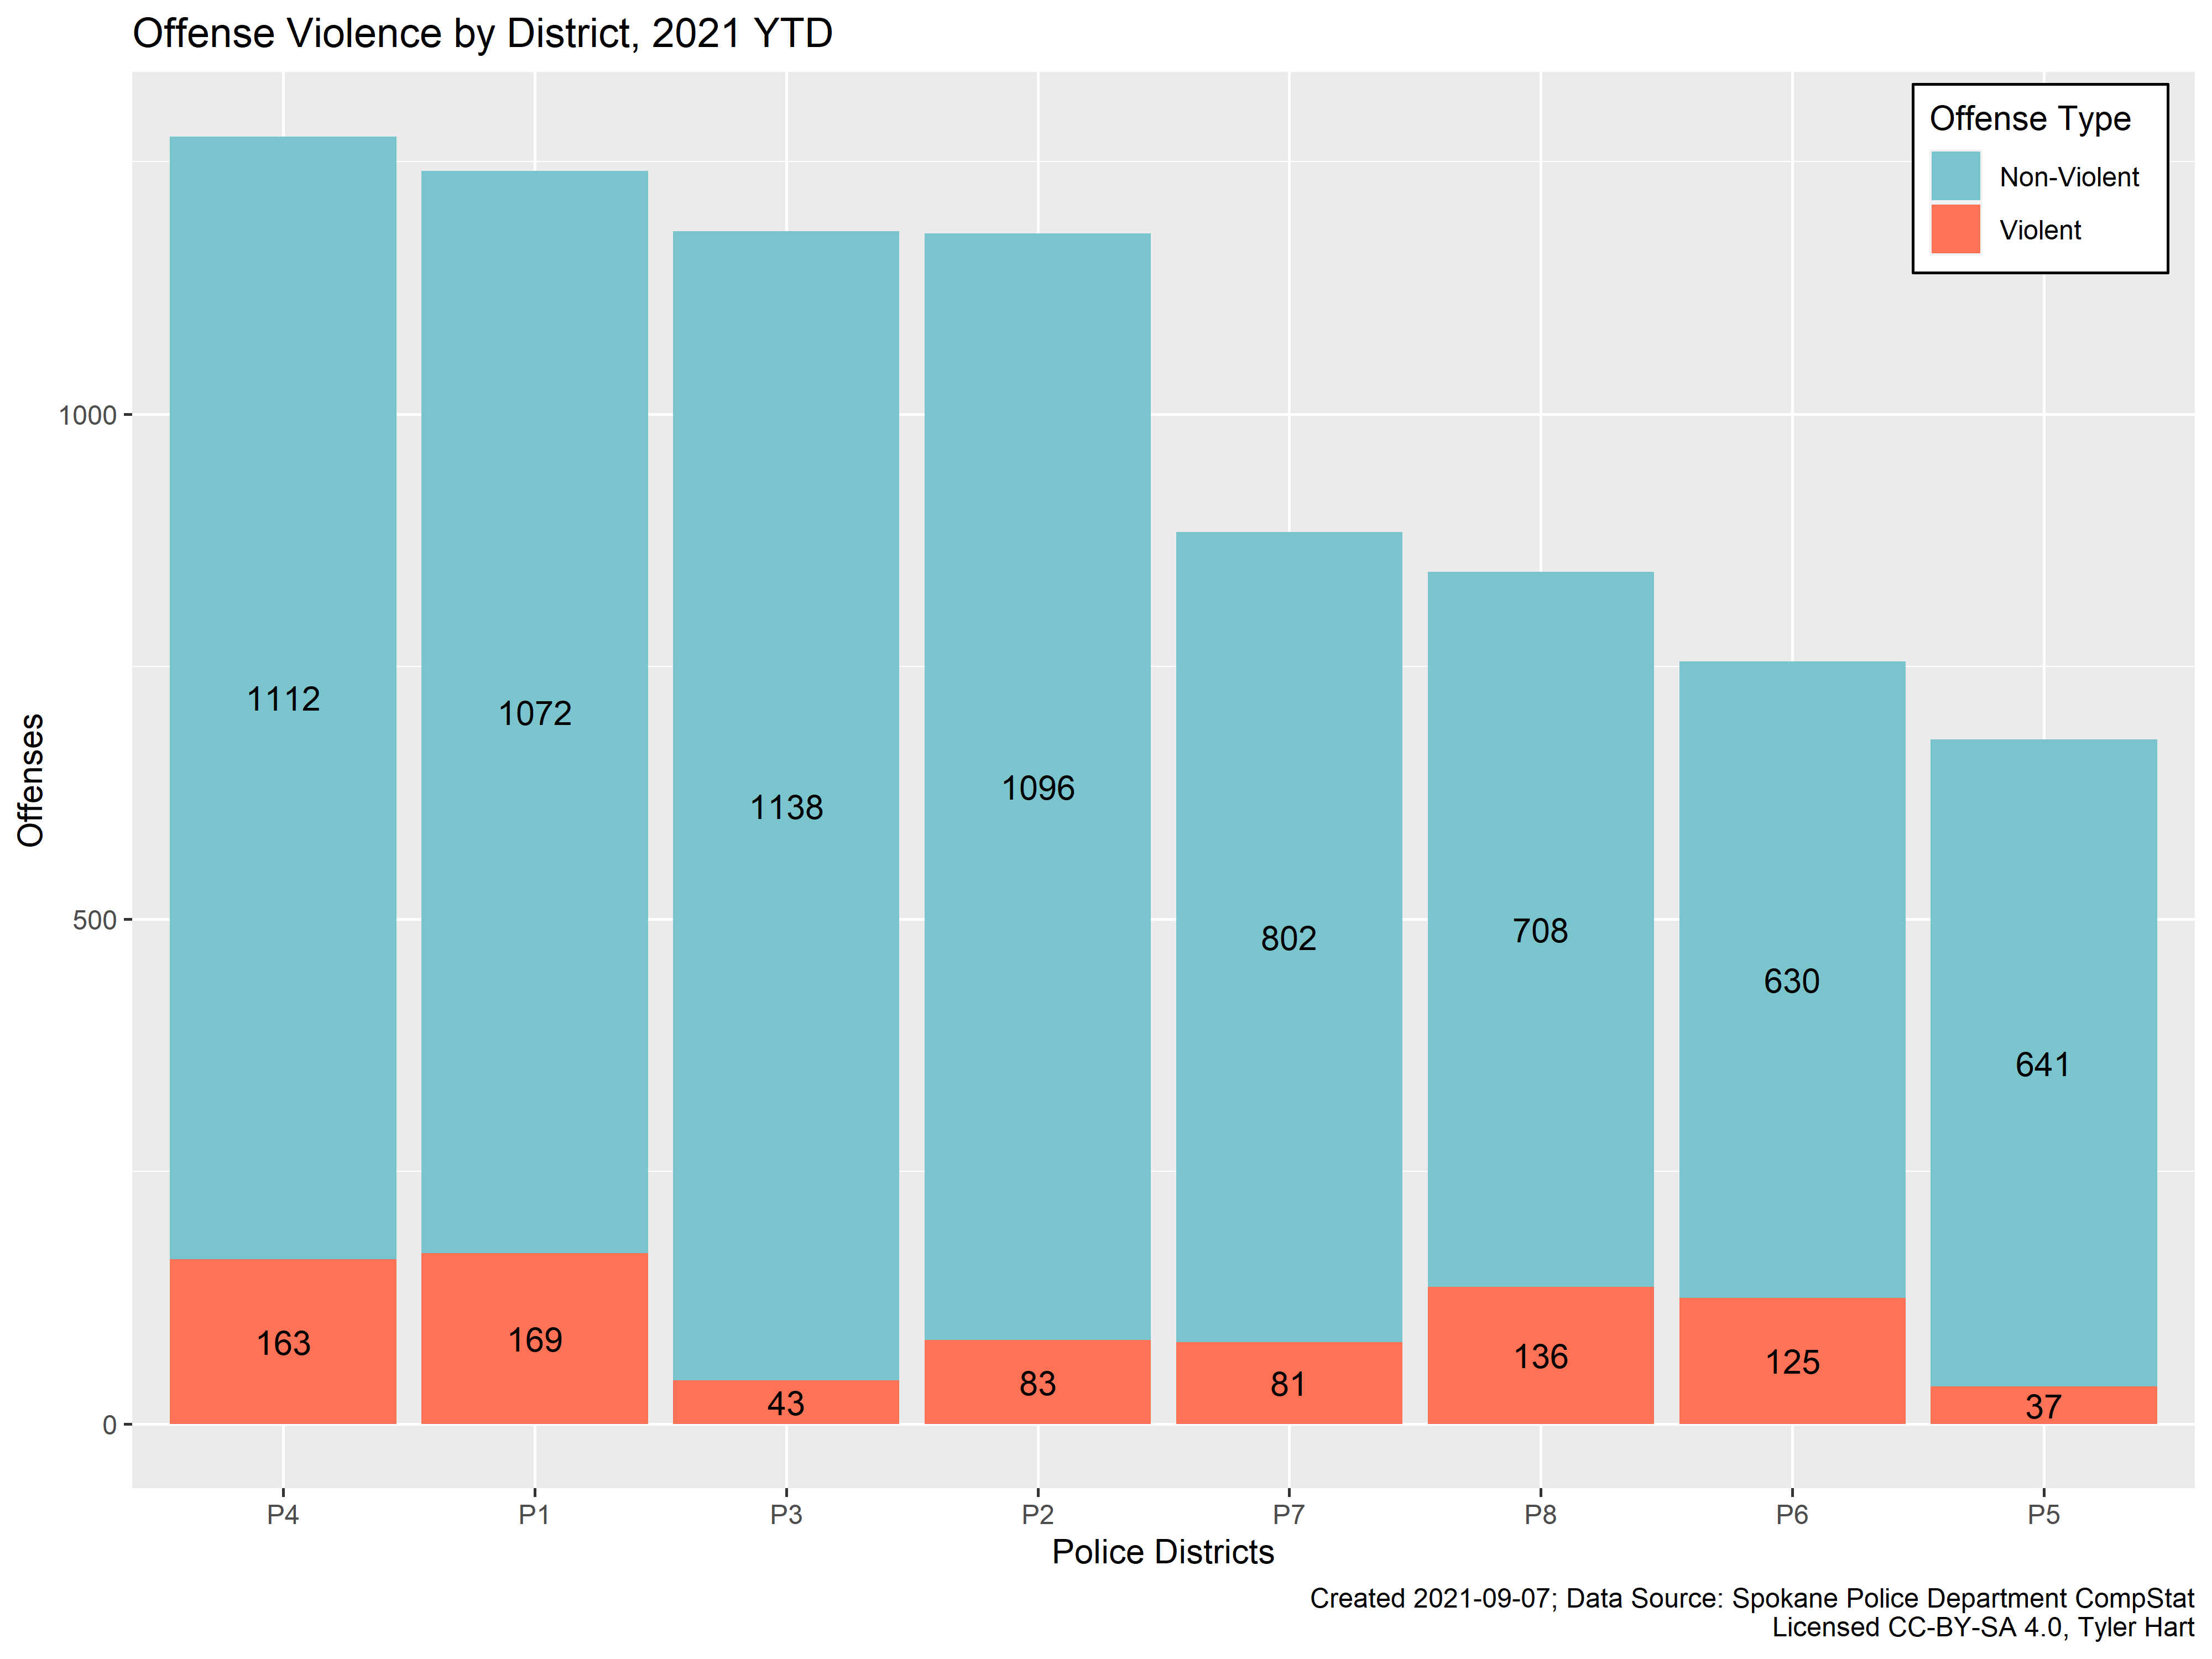 Offense Violence by District, 2021 YTD
Offense Type
Non-Violent
Violent
Offenses
1000
500
0
1112
1072
1138
1096
802
708
630
641
163
169
43
83
81
136
125
37
P4 P1 P3 P2 P7 P8 P6 P5
Police Districts
Created 2021-09-07; Data Source: Spokane Police Department CompStat
Licensed CC-BY-SA 4.0, Tyler Hart